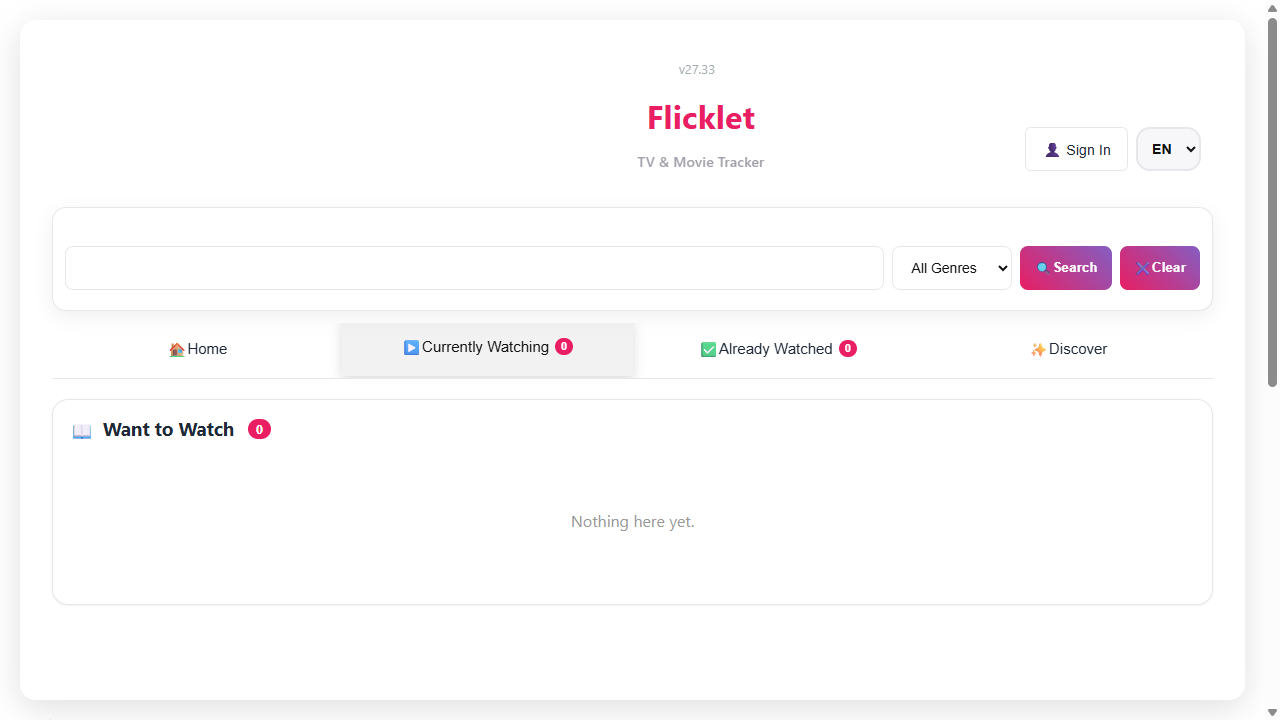 v27.33
Flicklet
TV & Movie Tracker
Sign In
EN
All Genres
Search
Clear
Home
Currently Watching 0
Already Watched 0
Discover
Want to Watch 0
Nothing here yet.